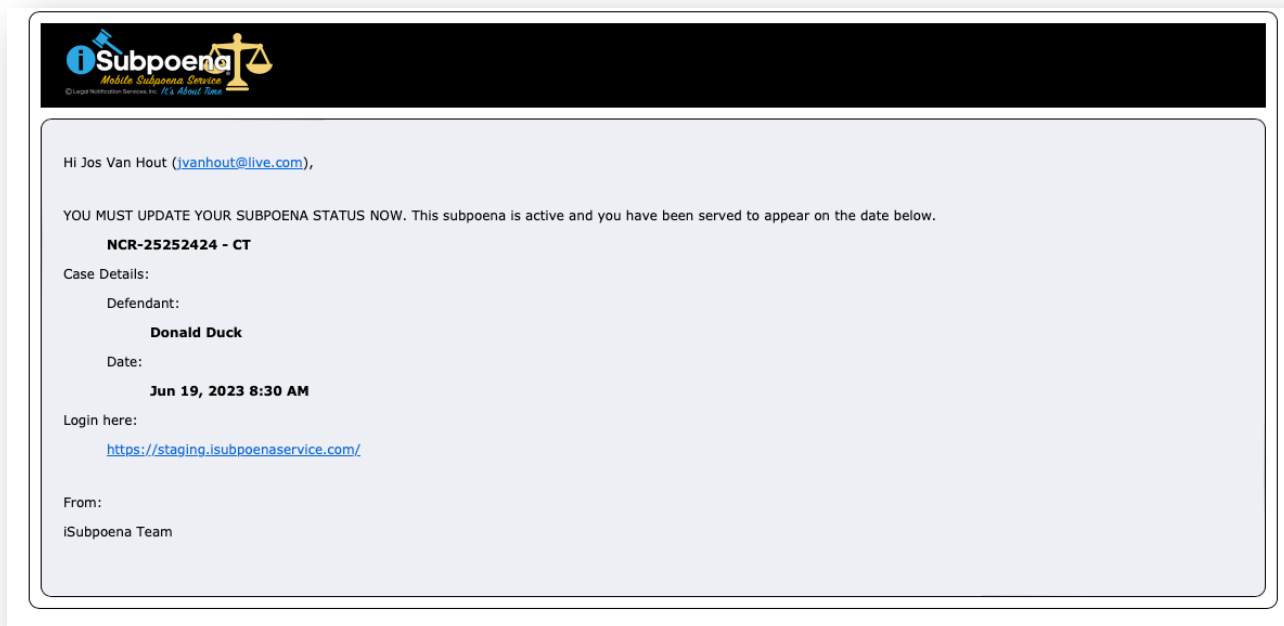 iSubpoena
Mobile Subpoena Service
© Legal Notification Services, Inc. It's About Time
Hi Jos Van Hout (jvanhout@live.com),
YOU MUST UPDATE YOUR SUBPOENA STATUS NOW. This subpoena is active and you have been served to appear on the date below.
NCR-25252424 - CT
Case Details:
Defendant:
Donald Duck
Date:
Jun 19, 2023 8:30 AM
Login here:
https://staging.isubpoenaservice.com/
From:
iSubpoena Team